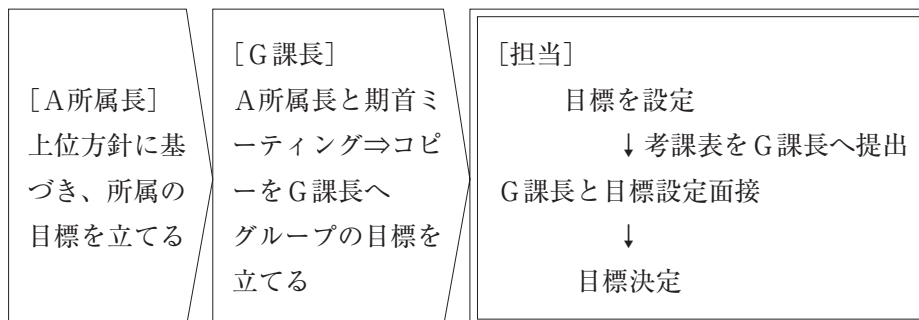 [A所属長]
上位方針に基
づき、所属の
目標を立てる
[G課長]
A所属長と期首ミ
ーティング⇒コピ
ーをG課長へ
グループの目標を
立てる
[担当]
目標を設定
↓考課表をG課長へ提出
G課長と目標設定面接
↓
目標決定